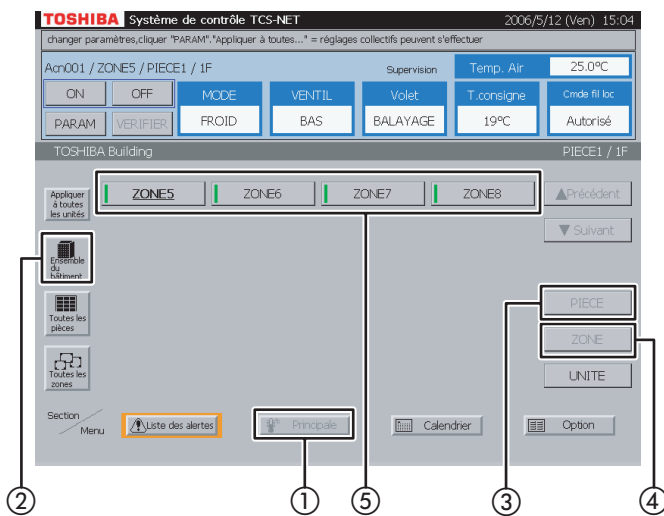 TOSHIBA Système de contrôle TCS-NET 2006/5/12 (Ven) 15:04
changer paramètres,cliquer "PARAM"."Appliquer à toutes..." = réglages collectifs peuvent s'effectuer
Acn001 / ZONE5 / PIECE1 / 1F Supervision Temp. Air 25.0°C
ON OFF MODE VENTIL Volet T.consigne Cmde fil loc
PARAM VERIFIER FROID BAS BALAYAGE 19°C Autorisé
TOSHIBA Building PIECE1 / 1F
Appliquer
à toutes
les unités
ZONE5 ZONE6 ZONE7 ZONE8
▲Précédent
▼ Suivant
Ensemble
du
bâtiment
②
③
PIECE
Toutes les
pièces
ZONE
Toutes les
zones
UNITE
Section
Menu
Liste des alertes Principale Calendrier Option
② ① ⑤ ③ ④